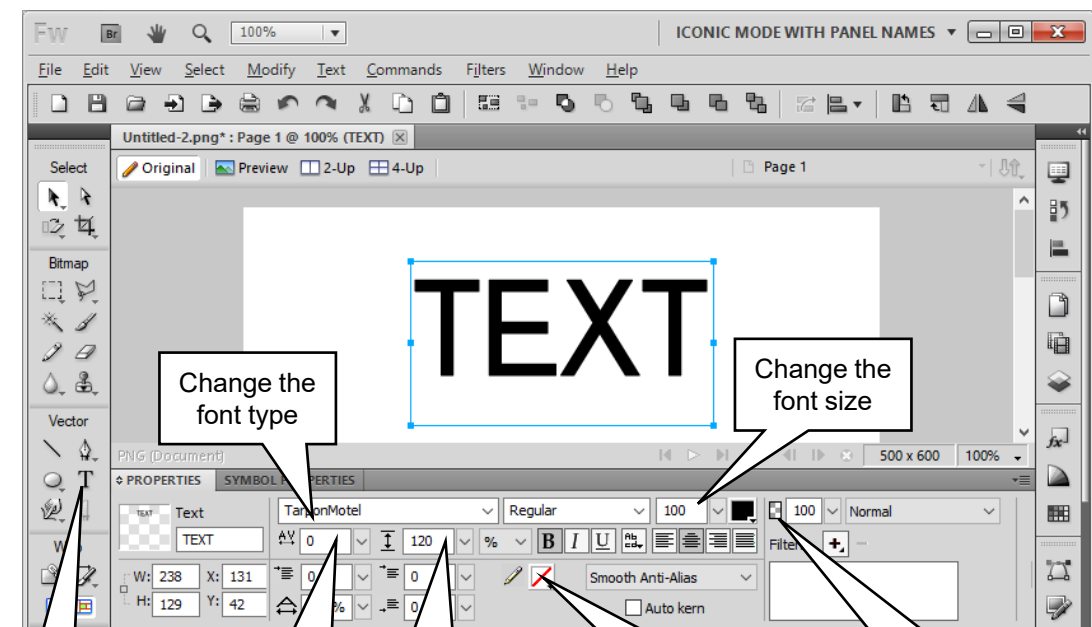 Fw Br 100% ICONIC MODE WITH PANEL NAMES
File Edit View Select Modify Text Commands Filters Window Help
Untitled-2.png* : Page 1 @ 100% (TEXT)
Select Original Preview 2-Up 4-Up Page 1
Bitmap
TEXT
Change the
font type
Change the
font size
Vector
PNG (Document) 500 x 600 100%
T PROPERTIES SYMBOL
Text Regular 100 100 Normal
TEXT AV 0 120 % B I U
W: 238 X: 131 0 0 Smooth Anti-Alias
H: 129 Y: 42 % 0 Auto kern
fx